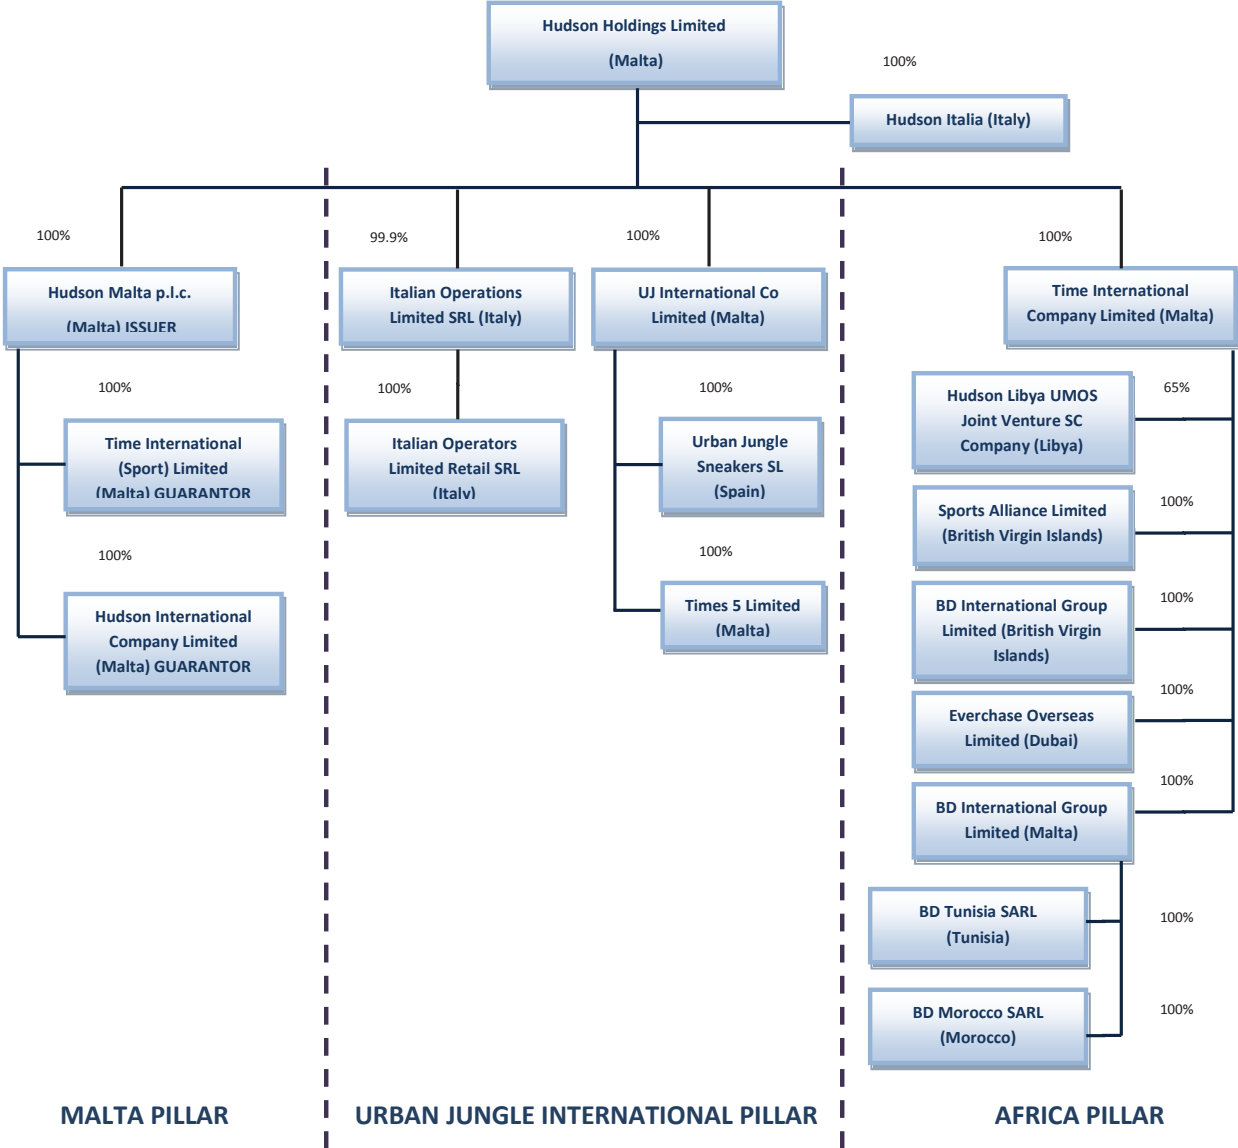 Hudson Holdings Limited
(Malta)
100%
Hudson Italia (Italy)
100%
Hudson Malta p.l.c.
(Malta) ISSUER
100%
Time International
(Sport) Limited
(Malta) GUARANTOR
100%
Hudson International
Company Limited
(Malta) GUARANTOR
99.9%
Italian Operations
Limited SRL (Italy)
100%
Italian Operators
Limited Retail SRL
(Italy)
100%
UJ International Co
Limited (Malta)
100%
Urban Jungle
Sneakers SL
(Spain)
100%
Times 5 Limited
(Malta)
100%
Time International
Company Limited (Malta)
65%
Hudson Libya UMOS
Joint Venture SC
Company (Libya)
100%
Sports Alliance Limited
(British Virgin Islands)
100%
BD International Group
Limited (British Virgin
Islands)
100%
Everchase Overseas
Limited (Dubai)
100%
BD International Group
Limited (Malta)
100%
BD Tunisia SARL
(Tunisia)
100%
BD Morocco SARL
(Morocco)
MALTA PILLAR
URBAN JUNGLE INTERNATIONAL PILLAR
AFRICA PILLAR